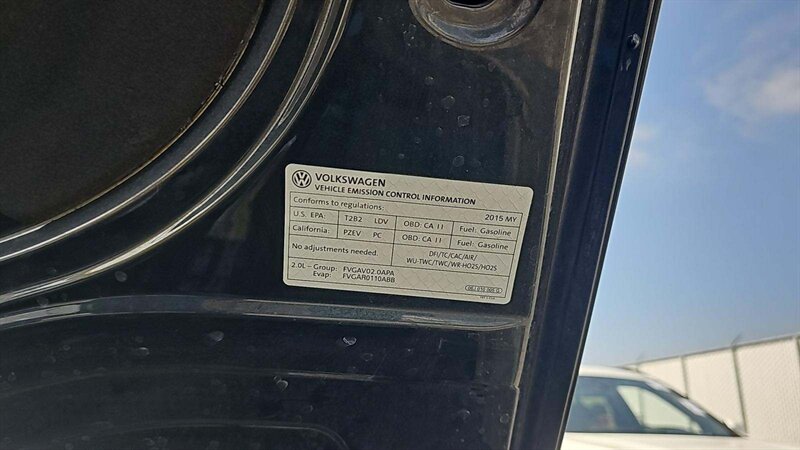 VOLKSWAGEN
VEHICLE EMISSION CONTROL INFORMATION
Conforms to regulations: 2015 MY
U.S. EPA: T2B2 LDV OBD: CA II Fuel: Gasoline
California: PZEV PC OBD: CA II Fuel: Gasoline
No adjustments needed. DFI/TC/CAC/AIR/
WU-TWC/TWC/WR-HO2S/HO2S
2.0L - Group: FVGAV02.0APA
Evap: FVGAR0110ABB